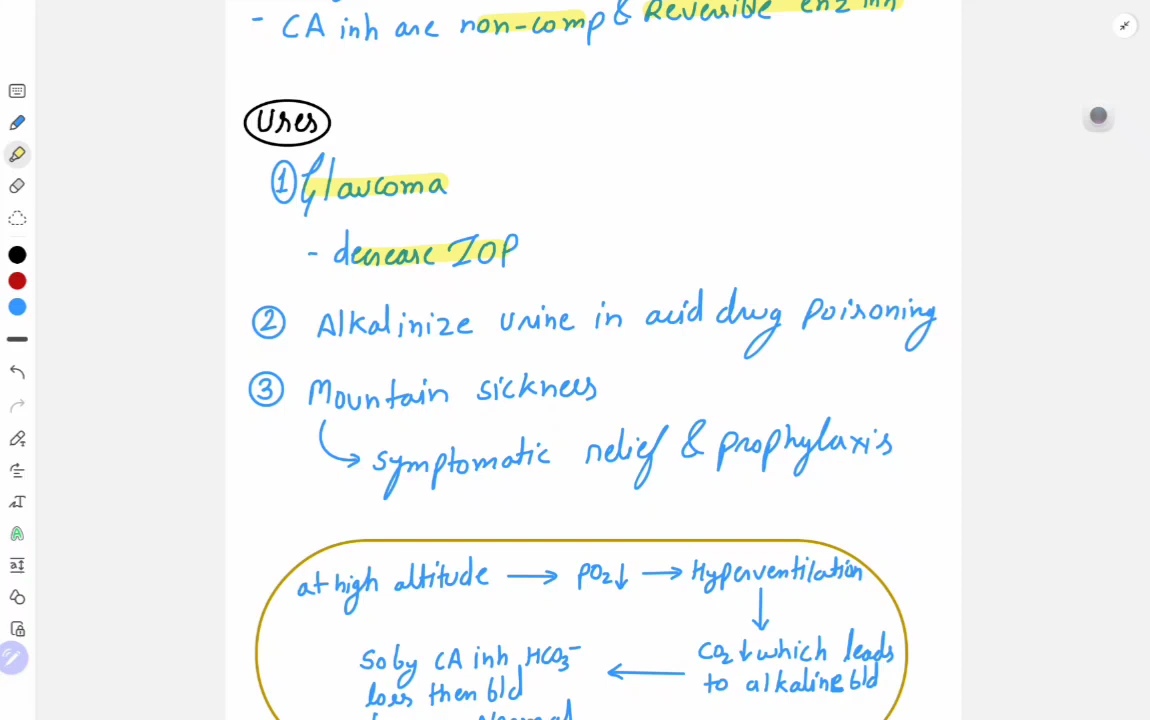 - CA inh are non-comp & Reversible enz inh
Uses
① Glaucoma
- decrease IOP
② Alkalinize urine in acid drug poisoning
③ Mountain sickness
↳ symptomatic relief & prophylaxis
at high altitude → PO2↓ → Hyperventilation
↓
CO2 ↓ which leads
to alkaline bld
←
So by CA inh HCO3⁻
loss then bld
Normal